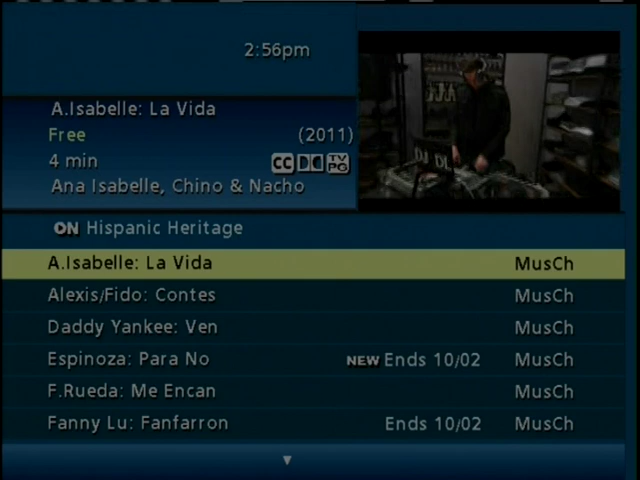 2:56pm
A.Isabelle: La Vida
Free (2011)
4 min CC TV PG
Ana Isabelle, Chino & Nacho
ON Hispanic Heritage
A.Isabelle: La Vida MusCh
Alexis/Fido: Contes MusCh
Daddy Yankee: Ven MusCh
Espinoza: Para No NEW Ends 10/02 MusCh
F.Rueda: Me Encan MusCh
Fanny Lu: Fanfarron Ends 10/02 MusCh